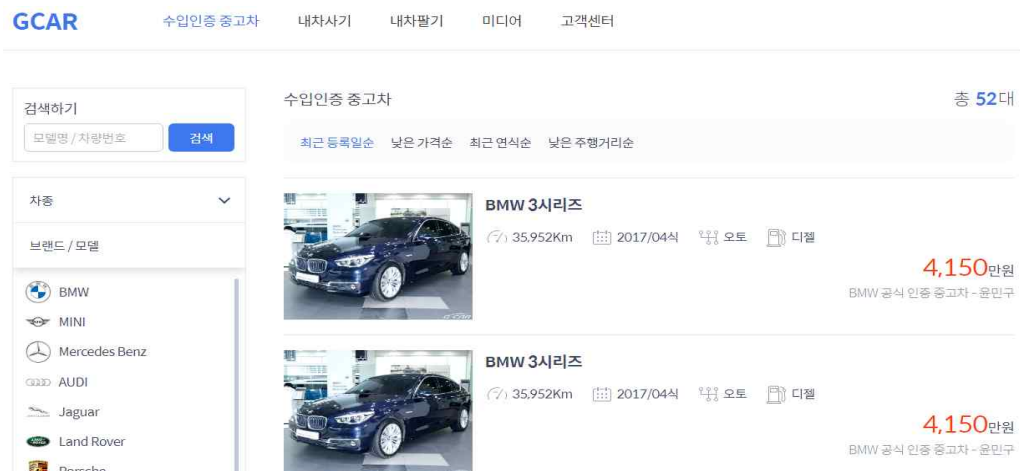 GCAR 수입인증 중고차 내차사기 내차팔기 미디어 고객센터
검색하기
모델명 / 차량번호 검색
차종
브랜드 / 모델
BMW
MINI
Mercedes Benz
AUDI
Jaguar
Land Rover
Porsche
수입인증 중고차 총 52대
최근 등록일순 낮은 가격순 최근 연식순 낮은 주행거리순
BMW 3시리즈
35,952Km 2017/04식 오토 디젤
4,150만원
BMW 공식 인증 중고차 - 윤민구
BMW 3시리즈
35,952Km 2017/04식 오토 디젤
4,150만원
BMW 공식 인증 중고차 - 윤민구